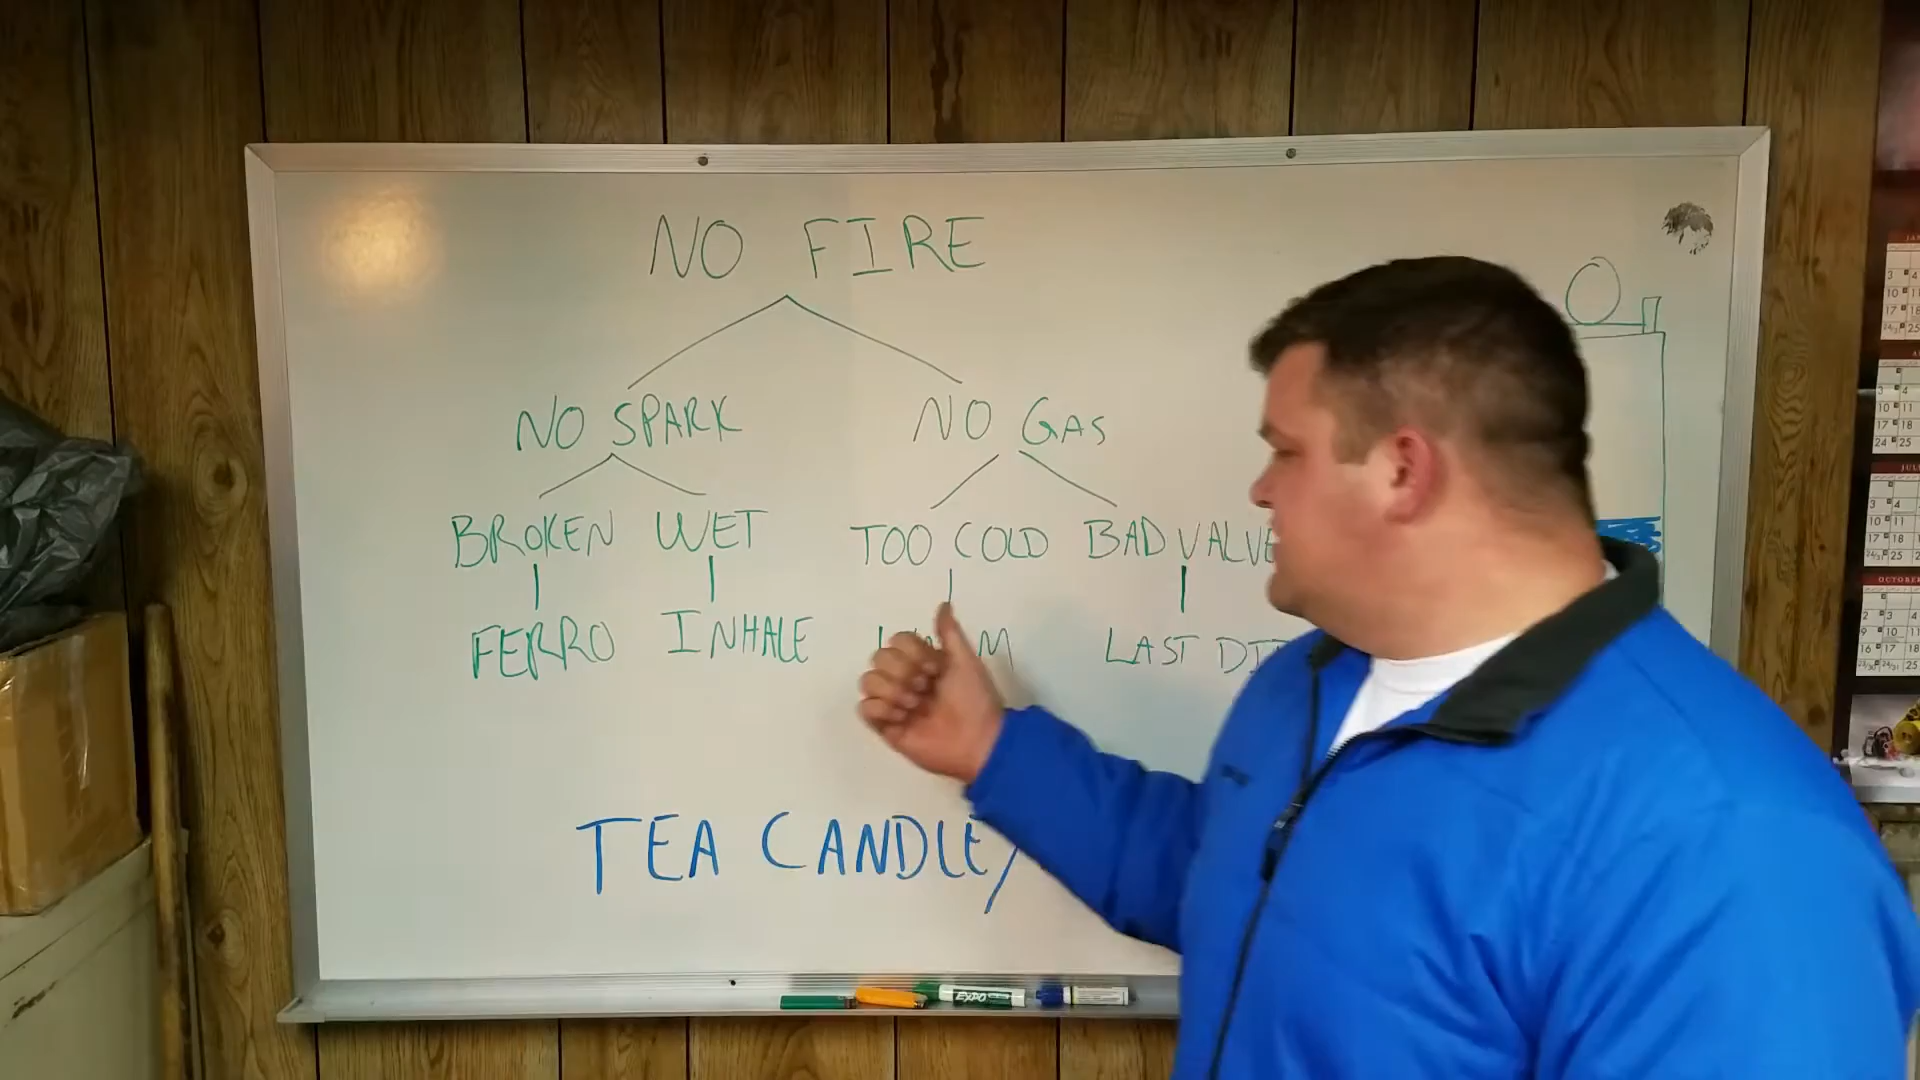 NO FIRE
NO SPARK NO GAS
BROKEN WET TOO COLD BAD VALVE
FERRO INHALE LAST
TEA CANDLE
EXPO